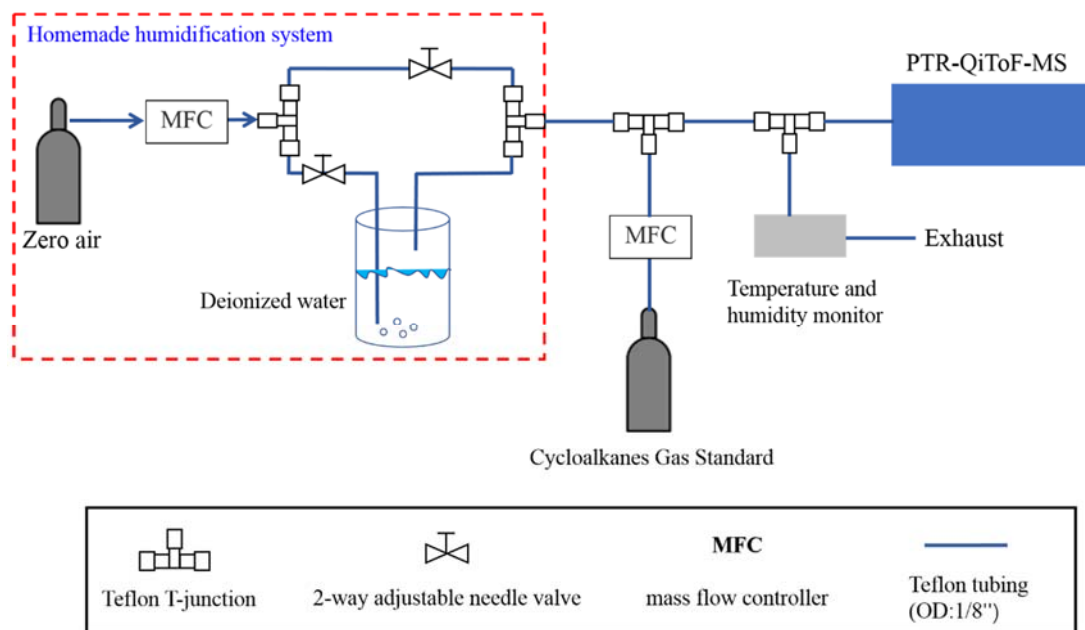 Homemade humidification system
PTR-QiToF-MS
MFC
Zero air
MFC
Exhaust
Deionized water
Temperature and
humidity monitor
Cycloalkanes Gas Standard
MFC
Teflon T-junction
2-way adjustable needle valve
mass flow controller
Teflon tubing
(OD:1/8")